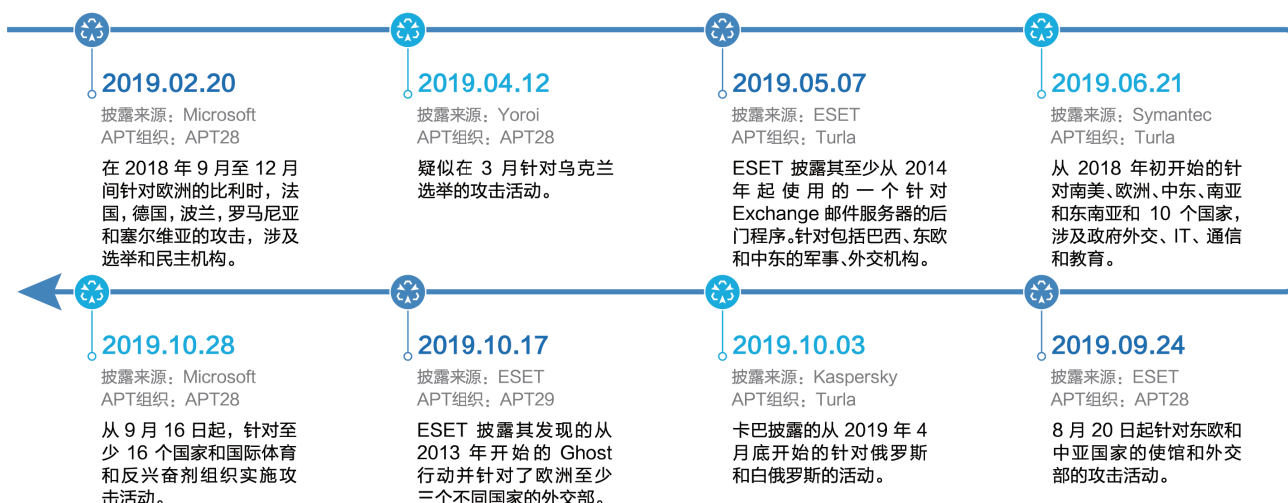 2019.02.20
披露来源：Microsoft
APT组织：APT28
在 2018 年 9 月至 12 月
间针对欧洲的比利时，法
国，德国，波兰，罗马尼亚
和塞尔维亚的攻击，涉及
选举和民主机构。
2019.04.12
披露来源：Yoroi
APT组织：APT28
疑似在 3 月针对乌克兰
选举的攻击活动。
2019.05.07
披露来源：ESET
APT组织：Turla
ESET 披露其至少从 2014
年起使用的一个针对
Exchange 邮件服务器的后
门程序。针对包括巴西、东欧
和中东的军事、外交机构。
2019.06.21
披露来源：Symantec
APT组织：Turla
从 2018 年初开始的针
对南美、欧洲、中东、南亚
和东南亚和 10 个国家，
涉及政府外交、IT、通信
和教育。
2019.10.28
披露来源：Microsoft
APT组织：APT28
从 9 月 16 日起，针对至
少 16 个国家和国际体育
和反兴奋剂组织实施攻
击活动。
2019.10.17
披露来源：ESET
APT组织：APT29
ESET 披露其发现的从
2013 年开始的 Ghost
行动并针对了欧洲至少
三个不同国家的外交部。
2019.10.03
披露来源：Kaspersky
APT组织：Turla
卡巴披露的从 2019 年 4
月底开始的针对俄罗斯
和白俄罗斯的活动。
2019.09.24
披露来源：ESET
APT组织：APT28
8 月 20 日起针对东欧和
中亚国家的使馆和外交
部的攻击活动。